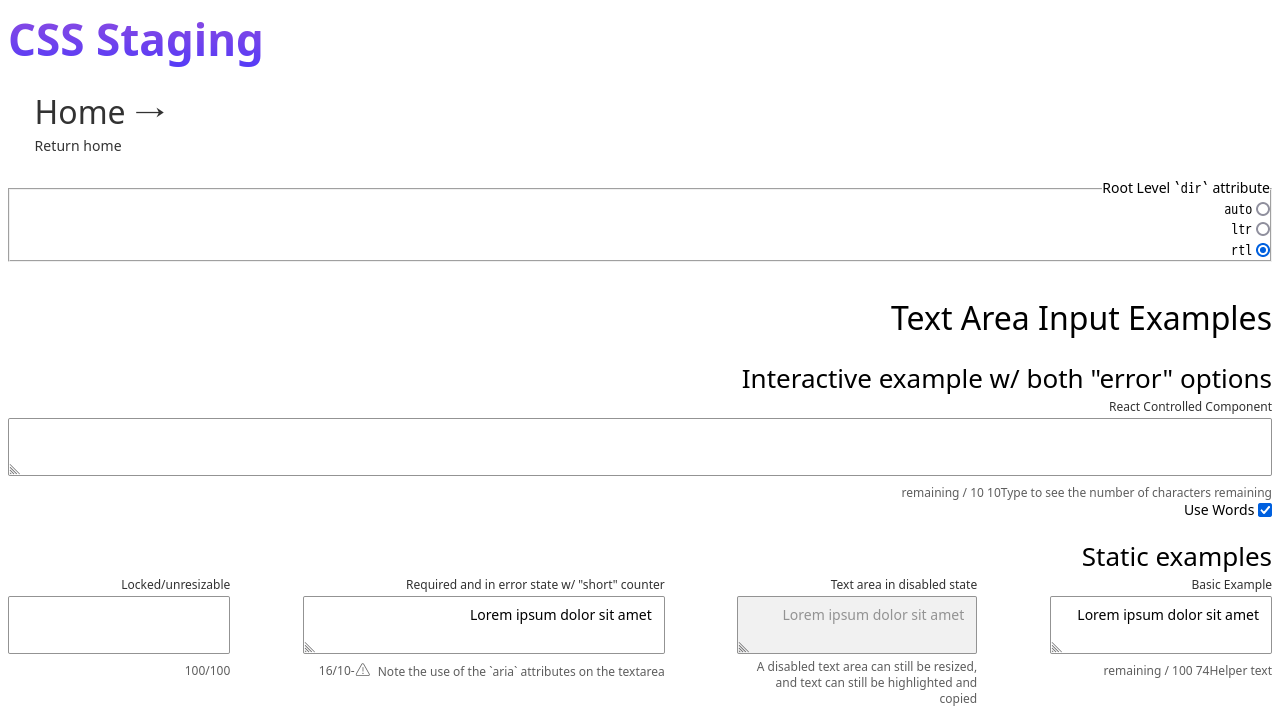 CSS Staging
Home →
Return home
Root Level `dir` attribute
auto
ltr
rtl
Text Area Input Examples
Interactive example w/ both "error" options
React Controlled Component
remaining / 10 10Type to see the number of characters remaining
Use Words
Static examples
Basic Example
Lorem ipsum dolor sit amet
remaining / 100 74Helper text
Text area in disabled state
Lorem ipsum dolor sit amet
A disabled text area can still be resized,
and text can still be highlighted and
copied
Required and in error state w/ "short" counter
Lorem ipsum dolor sit amet
16/10-⚠ Note the use of the `aria` attributes on the textarea
Locked/unresizable
100/100